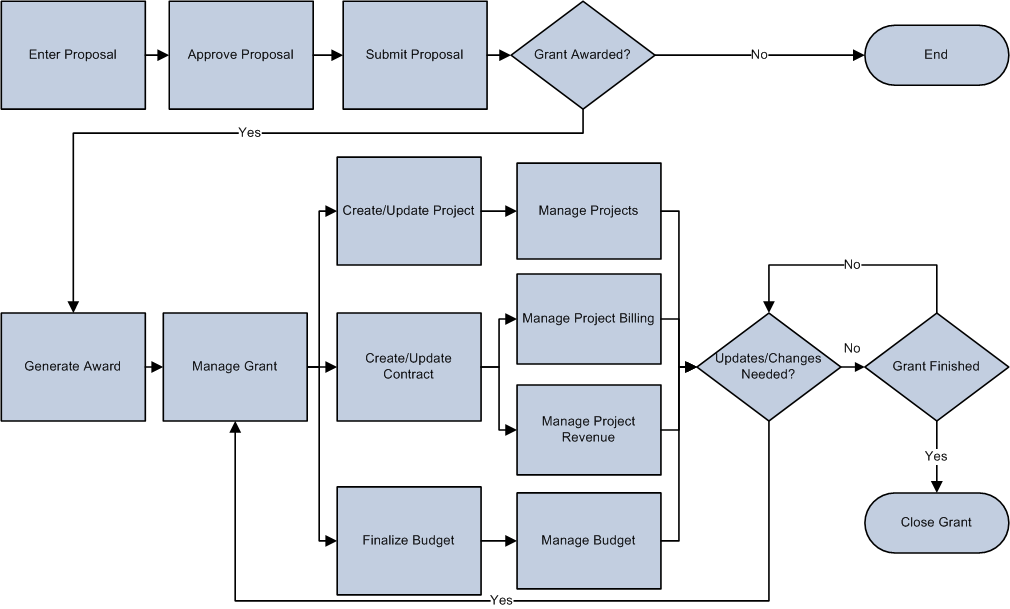 Enter Proposal
Approve Proposal
Submit Proposal
Grant Awarded?
No
End
Yes
Create/Update Project
Manage Projects
No
Manage Project Billing
Generate Award
Manage Grant
Create/Update
Contract
Updates/Changes
Needed?
No
Grant Finished
Manage Project
Revenue
Yes
Finalize Budget
Manage Budget
Close Grant
Yes